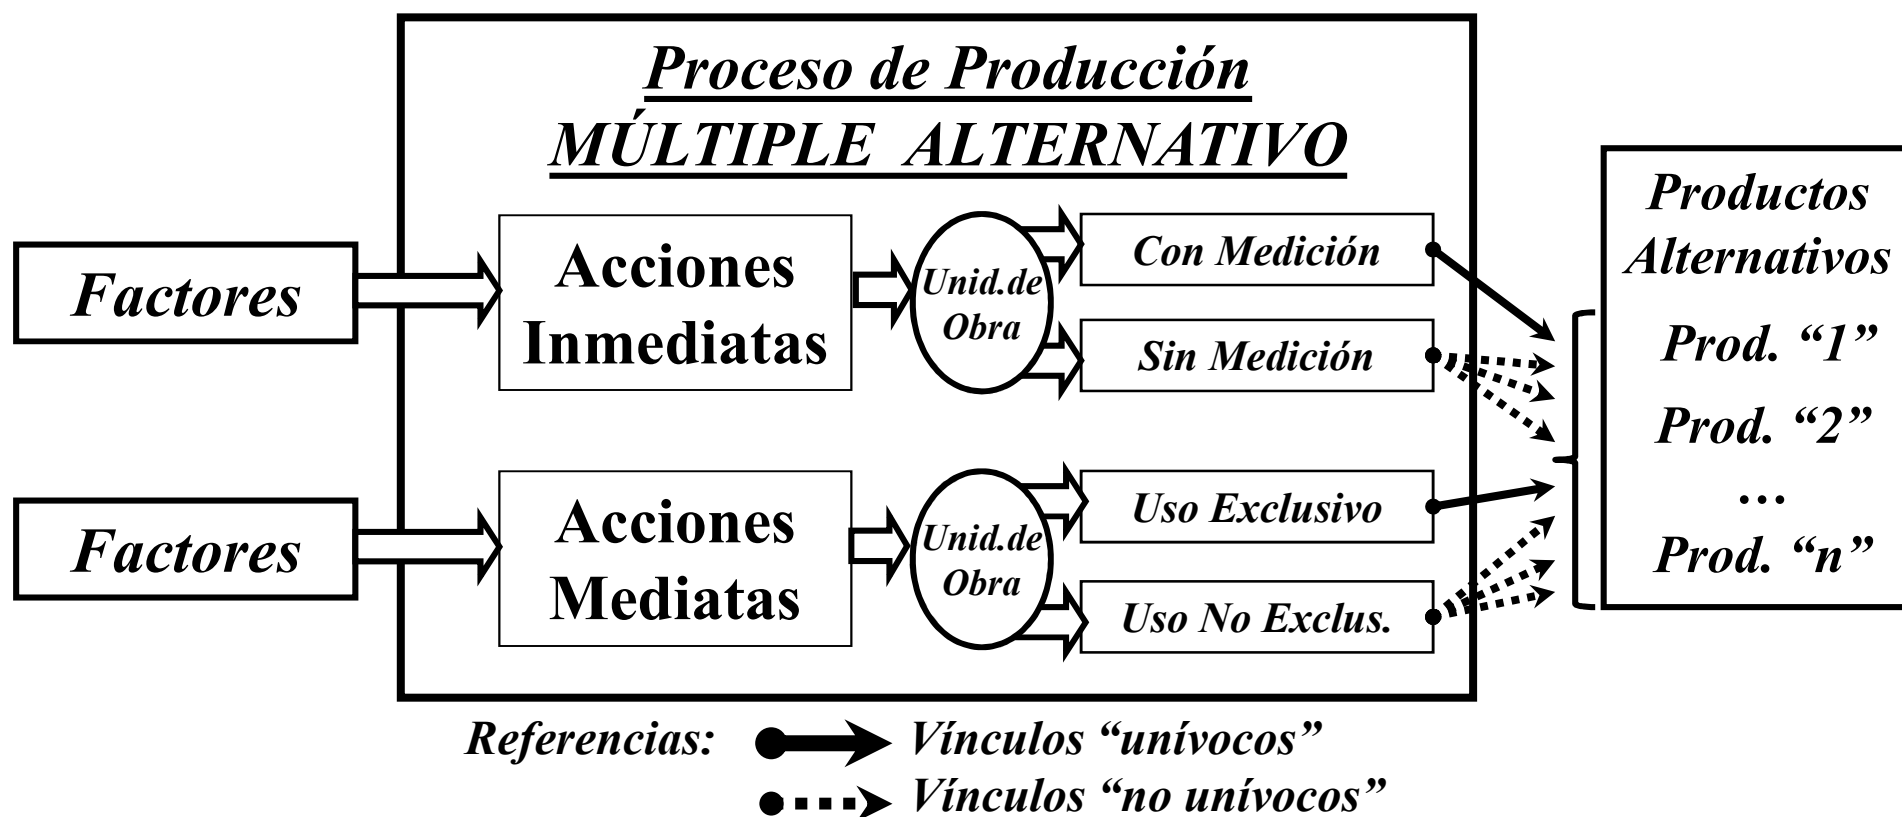 Proceso de Producción
MÚLTIPLE ALTERNATIVO
Factores
Acciones
Inmediatas
Unid.de
Obra
Con Medición
Sin Medición
Factores
Acciones
Mediatas
Unid.de
Obra
Uso Exclusivo
Uso No Exclus.
Productos
Alternativos
Prod. “1”
Prod. “2”
…
Prod. “n”
Referencias:
Vínculos “unívocos”
Vínculos “no unívocos”